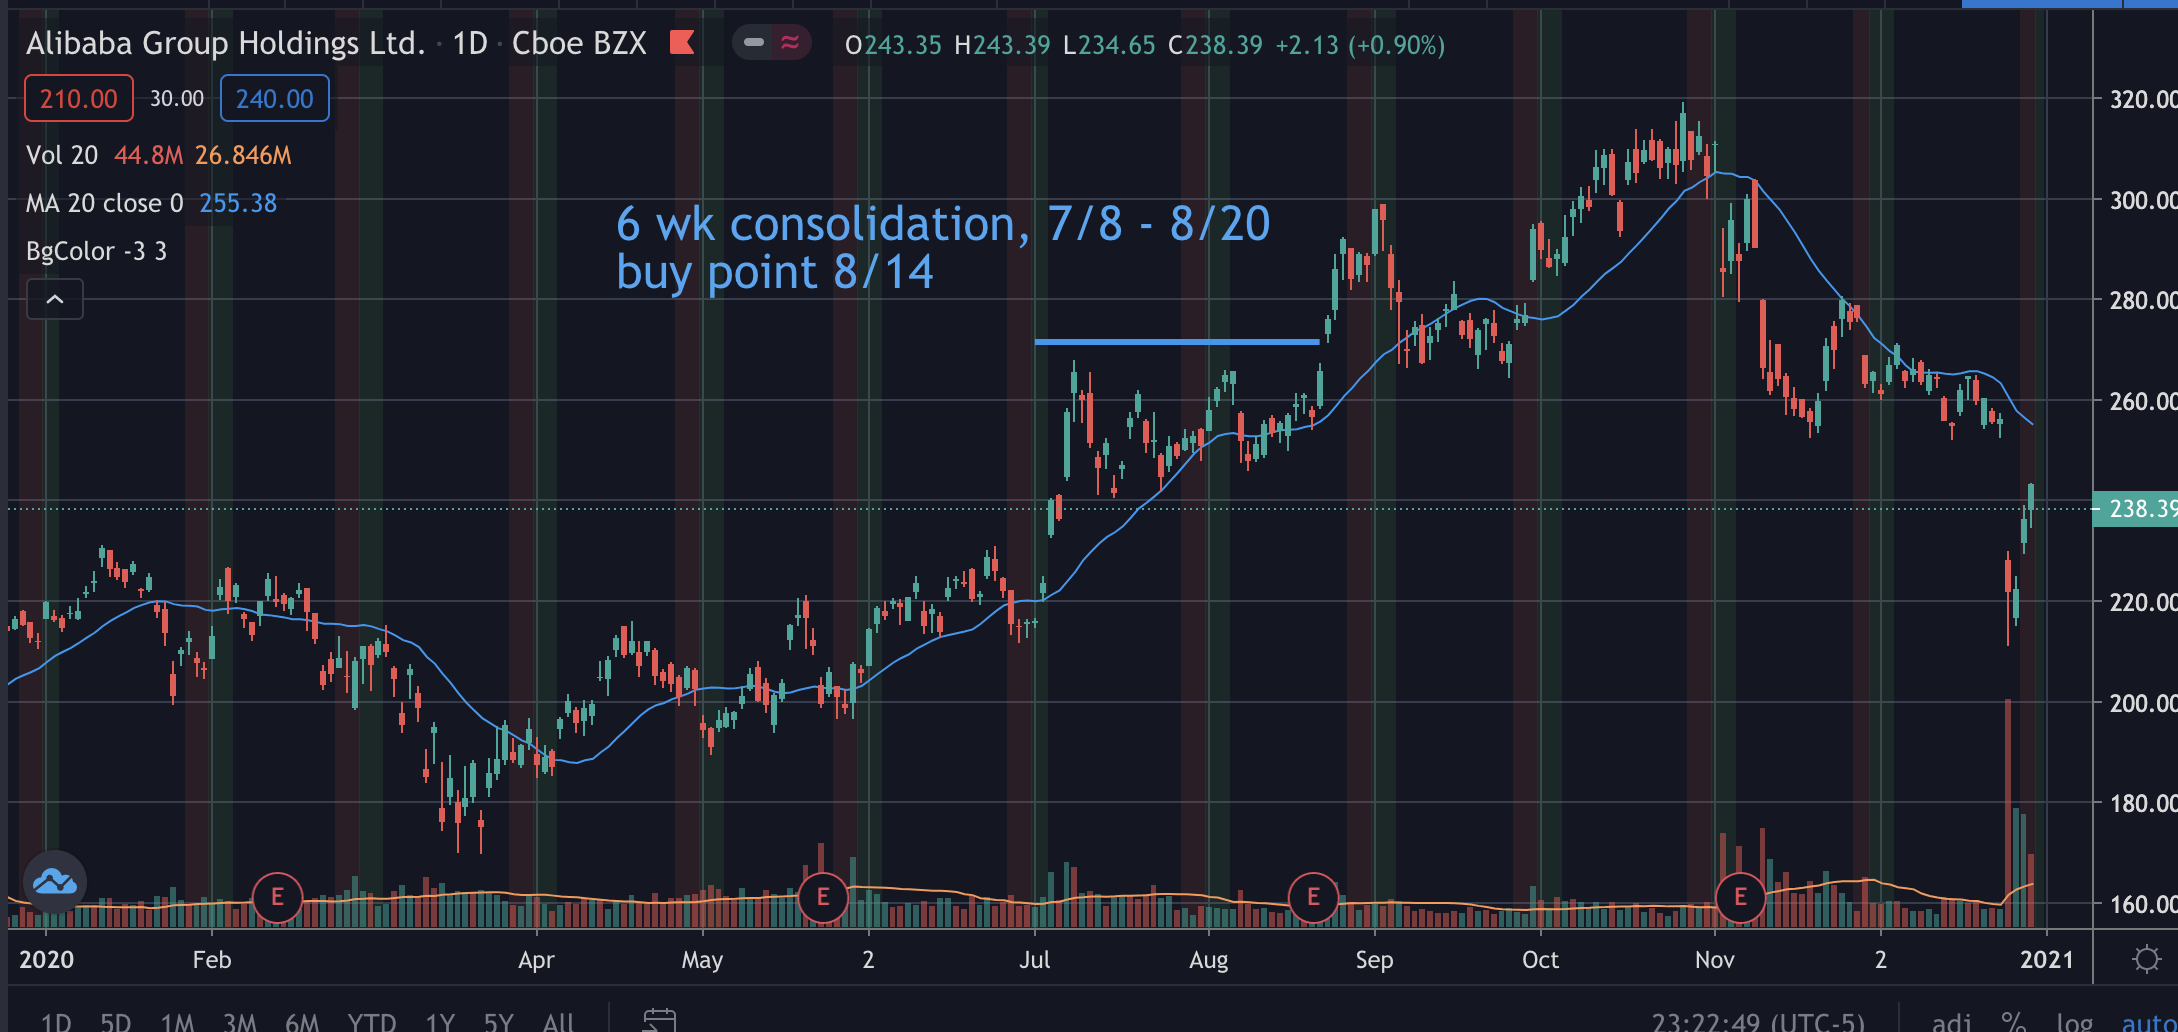 Alibaba Group Holdings Ltd. · 1D · Cboe BZX O243.35 H243.39 L234.65 C238.39 +2.13 (+0.90%)
210.00 30.00 240.00
Vol 20 44.8M 26.846M
MA 20 close 0 255.38
BgColor -3 3
6 wk consolidation, 7/8 - 8/20
buy point 8/14
320.00
300.00
280.00
260.00
238.39
220.00
200.00
180.00
160.00
E E E E
2020 Feb Apr May 2 Jul Aug Sep Oct Nov 2 2021
1D 5D 1M 3M 6M YTD 1Y 5Y All 23:22:49 (UTC-5) adj % log auto